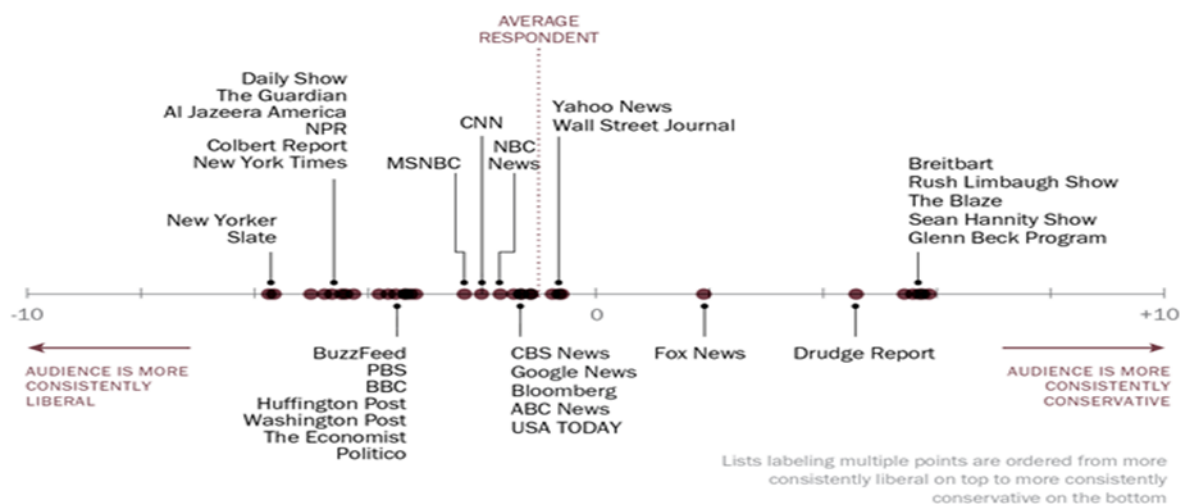 AVERAGE
RESPONDENT
Daily Show
The Guardian
Al Jazeera America
NPR
Colbert Report
New York Times
New Yorker
Slate
MSNBC
CNN
NBC
News
Yahoo News
Wall Street Journal
Breitbart
Rush Limbaugh Show
The Blaze
Sean Hannity Show
Glenn Beck Program
-10
0
+10
AUDIENCE IS MORE
CONSISTENTLY
LIBERAL
BuzzFeed
PBS
BBC
Huffington Post
Washington Post
The Economist
Politico
CBS News
Google News
Bloomberg
ABC News
USA TODAY
Fox News
Drudge Report
AUDIENCE IS MORE
CONSISTENTLY
CONSERVATIVE
Lists labeling multiple points are ordered from more
consistently liberal on top to more consistently
conservative on the bottom